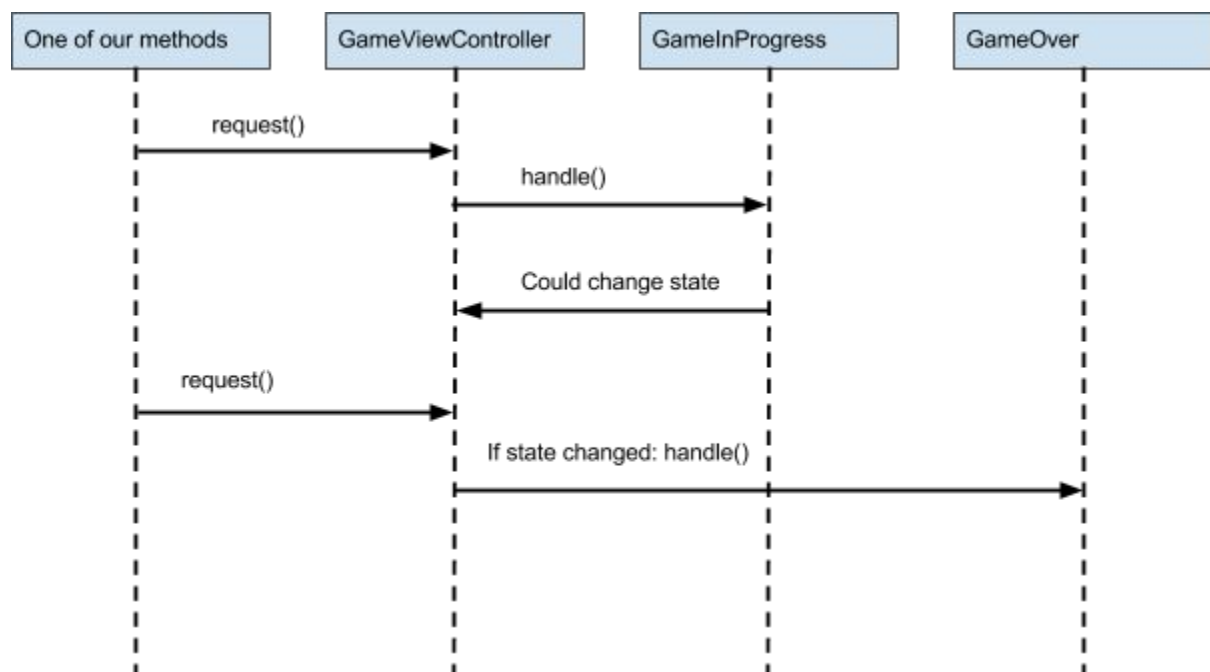 One of our methods
GameViewController
GameInProgress
GameOver
request()
handle()
Could change state
request()
If state changed: handle()